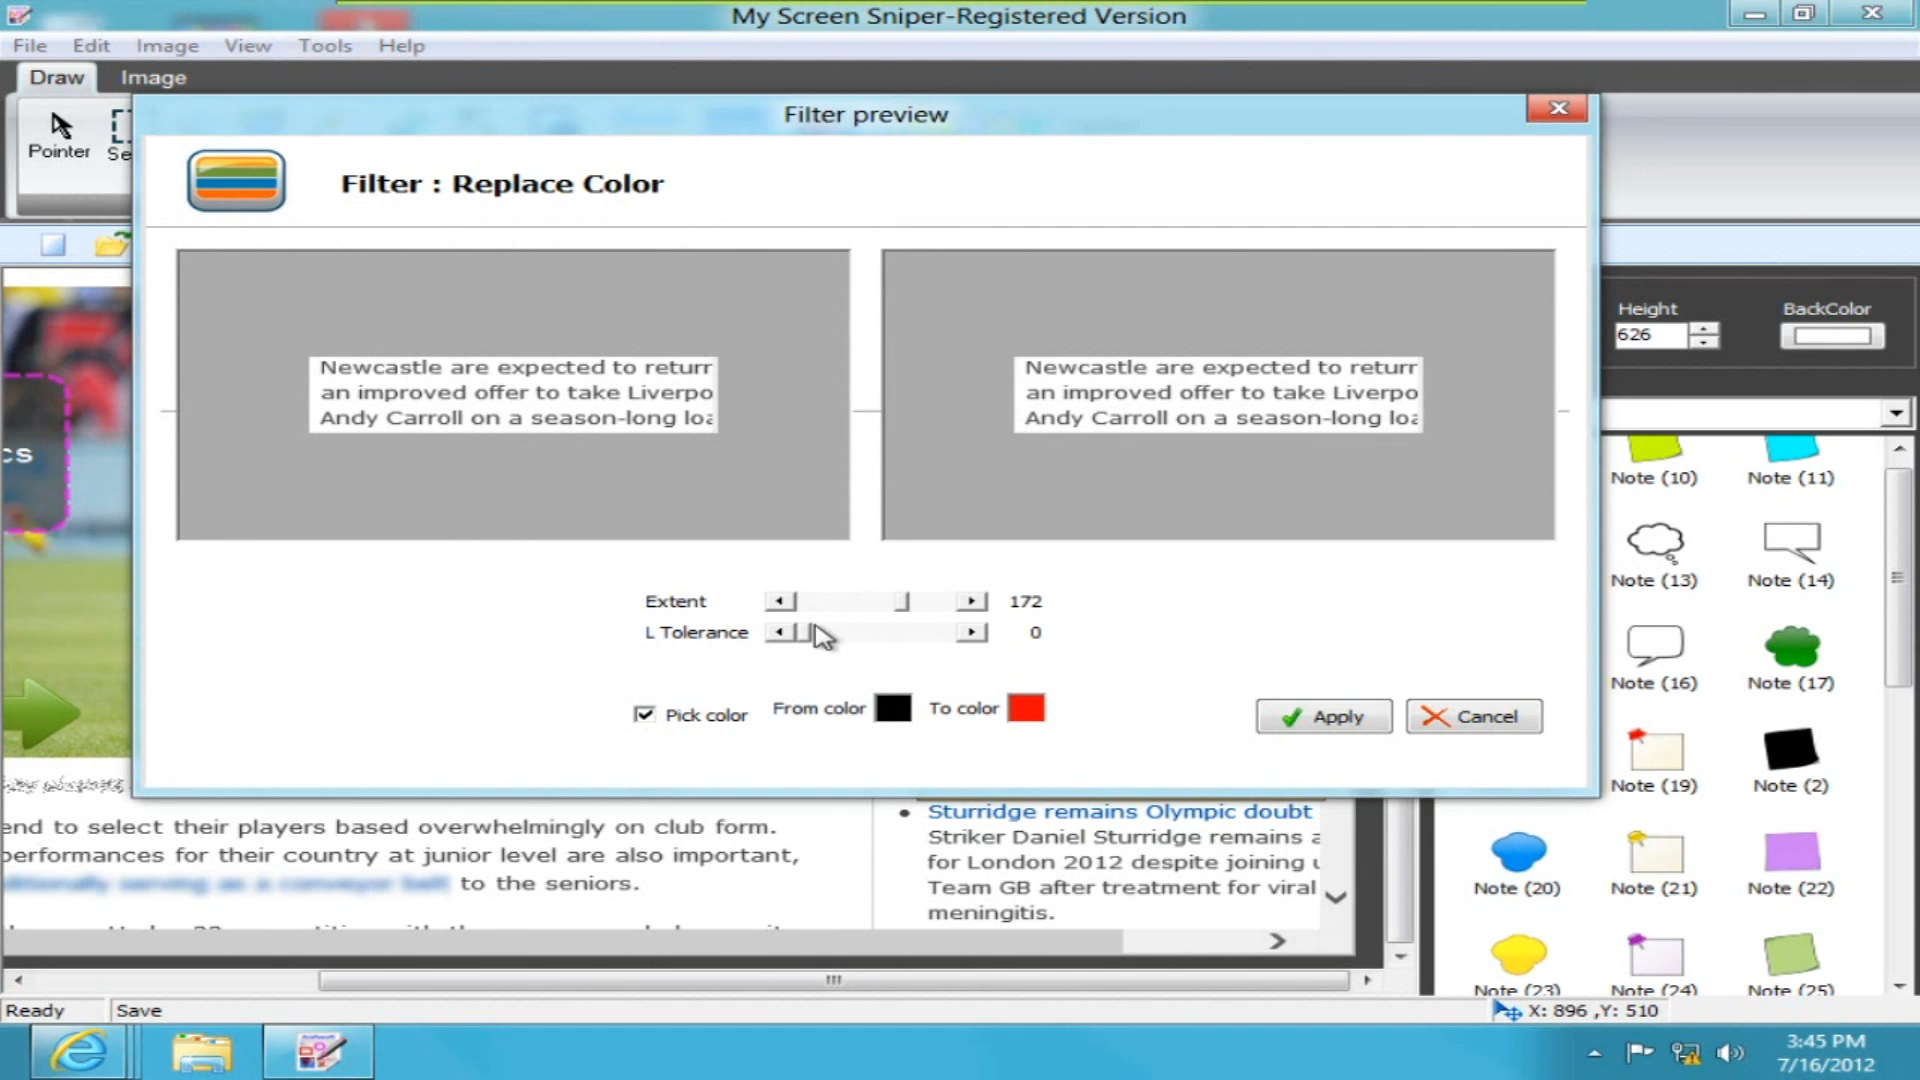 My Screen Sniper-Registered Version
File Edit Image View Tools Help
Draw Image
Pointer Se
Filter preview
Filter : Replace Color
Newcastle are expected to return
an improved offer to take Liverpo
Andy Carroll on a season-long loa
Newcastle are expected to return
an improved offer to take Liverpo
Andy Carroll on a season-long loa
Extent 172
L Tolerance 0
Pick color From color To color
Apply Cancel
Height BackColor
626
cs
Note (10) Note (11)
Note (13) Note (14)
Note (16) Note (17)
Note (19) Note (2)
Note (20) Note (21) Note (22)
Note (23) Note (24) Note (25)
end to select their players based overwhelmingly on club form.
performances for their country at junior level are also important,
to the seniors.
Sturridge remains Olympic doubt
Striker Daniel Sturridge remains a
for London 2012 despite joining u
Team GB after treatment for viral
meningitis.
Ready Save X: 896 ,Y: 510
3:45 PM
7/16/2012